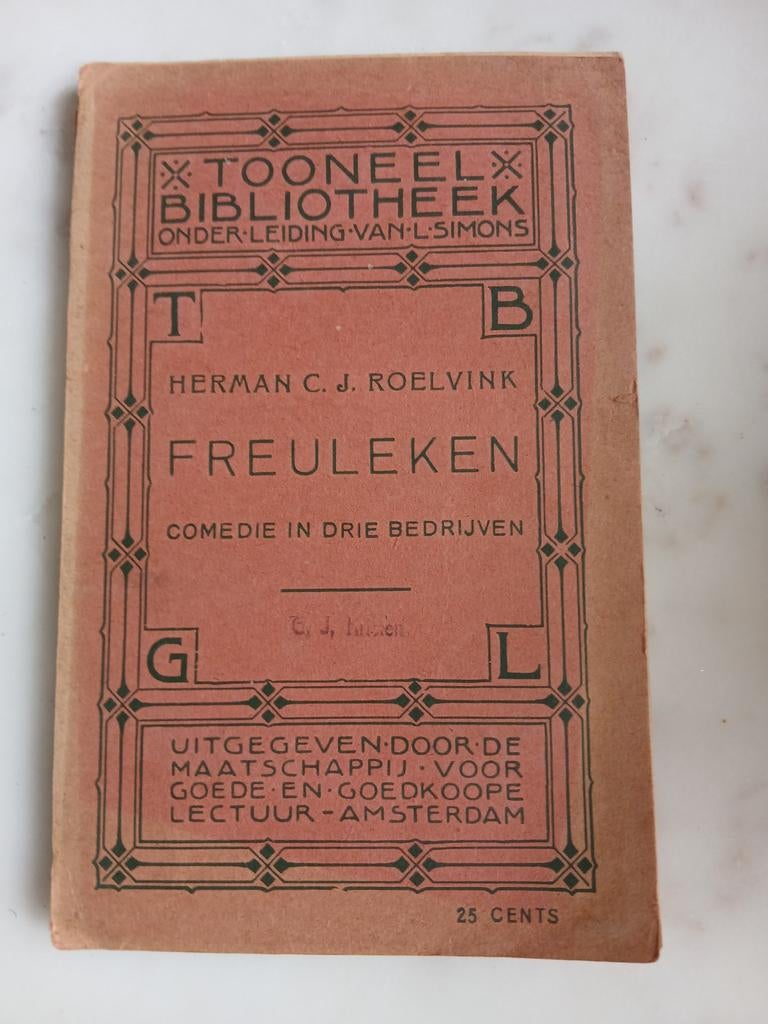 TOONEEL
BIBLIOTHEEK
ONDER·LEIDING·VAN·L·SIMONS
T B
HERMAN C. J. ROELVINK
FREULEKEN
COMEDIE IN DRIE BEDRIJVEN
G L
UITGEGEVEN·DOOR·DE
MAATSCHAPPIJ·VOOR
GOEDE·EN·GOEDKOOPE
LECTUUR-AMSTERDAM
25 CENTS